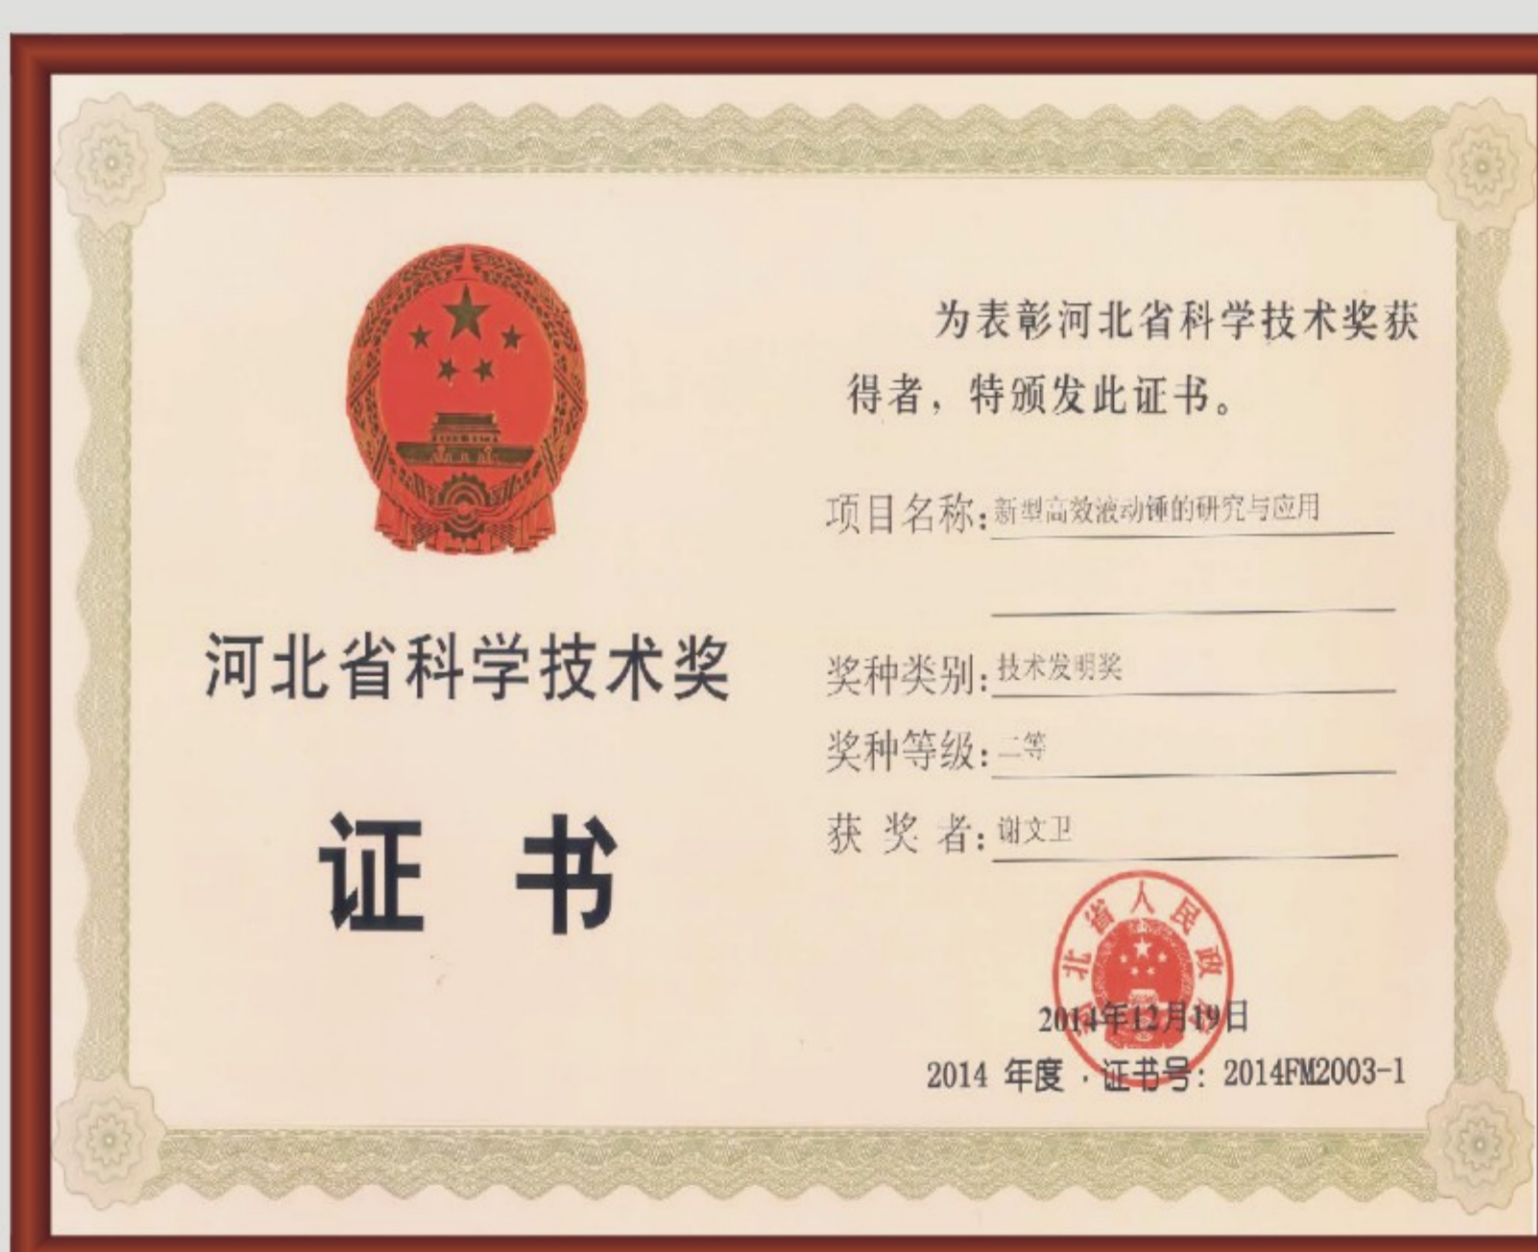 河北省科学技术奖
证书
为表彰河北省科学技术奖获
得者，特颁发此证书。
项目名称：新型高效液动锤的研究与应用
奖种类别：技术发明奖
奖种等级：二等
获奖者：谢文卫
北省人民政
2014年12月19日
2014 年度·证书号：2014FM2003-1